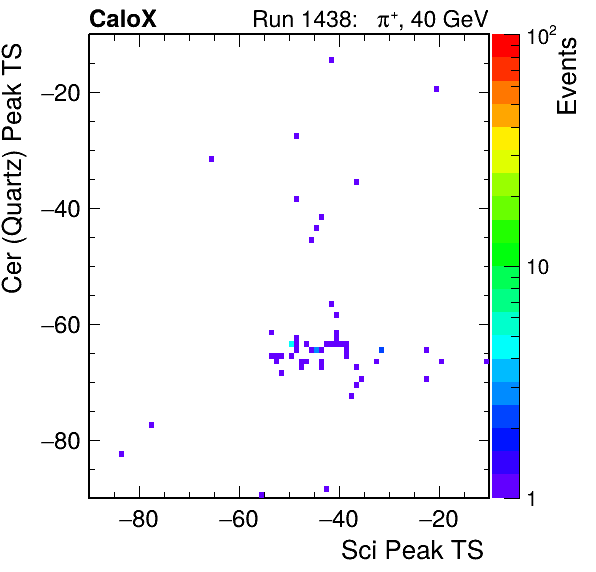 CaloX Run 1438: π⁺, 40 GeV
Cer (Quartz) Peak TS
−20
−40
−60
−80
−80 −60 −40 −20
Sci Peak TS
10²
10
1
Events